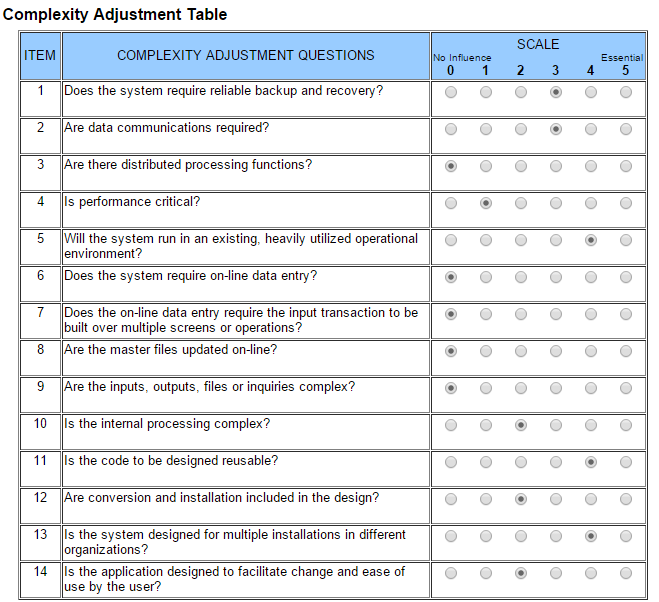 Complexity Adjustment Table
ITEM COMPLEXITY ADJUSTMENT QUESTIONS SCALE
No Influence Essential
0 1 2 3 4 5
1 Does the system require reliable backup and recovery?
2 Are data communications required?
3 Are there distributed processing functions?
4 Is performance critical?
5 Will the system run in an existing, heavily utilized operational
environment?
6 Does the system require on-line data entry?
7 Does the on-line data entry require the input transaction to be
built over multiple screens or operations?
8 Are the master files updated on-line?
9 Are the inputs, outputs, files or inquiries complex?
10 Is the internal processing complex?
11 Is the code to be designed reusable?
12 Are conversion and installation included in the design?
13 Is the system designed for multiple installations in different
organizations?
14 Is the application designed to facilitate change and ease of
use by the user?